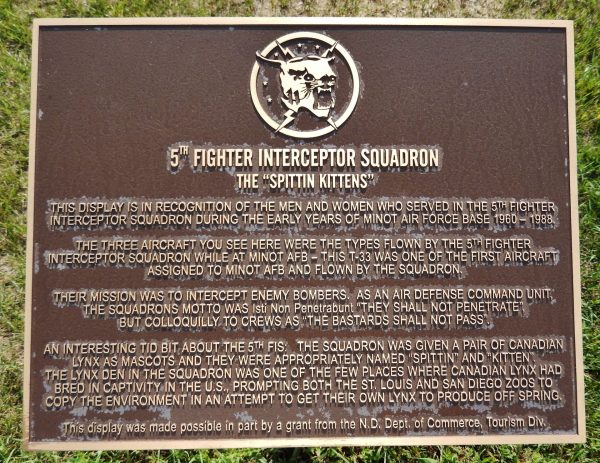 5TH FIGHTER INTERCEPTOR SQUADRON
THE "SPITTIN KITTENS"
THIS DISPLAY IS IN RECOGNITION OF THE MEN AND WOMEN WHO SERVED IN THE 5TH FIGHTER
INTERCEPTOR SQUADRON DURING THE EARLY YEARS OF MINOT AIR FORCE BASE 1960 – 1988.
THE THREE AIRCRAFT YOU SEE HERE WERE THE TYPES FLOWN BY THE 5TH FIGHTER
INTERCEPTOR SQUADRON WHILE AT MINOT AFB – THIS T-33 WAS ONE OF THE FIRST AIRCRAFT
ASSIGNED TO MINOT AFB AND FLOWN BY THE SQUADRON.
THEIR MISSION WAS TO INTERCEPT ENEMY BOMBERS. AS AN AIR DEFENSE COMMAND UNIT,
THE SQUADRONS MOTTO WAS Isti Non Penetrabunt "THEY SHALL NOT PENETRATE"
BUT COLLOQUILLY TO CREWS AS "THE BASTARDS SHALL NOT PASS."
AN INTERESTING TID BIT ABOUT THE 5TH FIS. THE SQUADRON WAS GIVEN A PAIR OF CANADIAN
LYNX AS MASCOTS AND THEY WERE APPROPRIATELY NAMED "SPITTIN" AND "KITTEN".
THE LYNX DEN IN THE SQUADRON WAS ONE OF THE FEW PLACES WHERE CANADIAN LYNX HAD
BRED IN CAPTIVITY IN THE U.S., PROMPTING BOTH THE ST. LOUIS AND SAN DIEGO ZOOS TO
COPY THE ENVIRONMENT IN AN ATTEMPT TO GET THEIR OWN LYNX TO PRODUCE OFF SPRING.
This display was made possible in part by a grant from the N.D. Dept. of Commerce, Tourism Div.